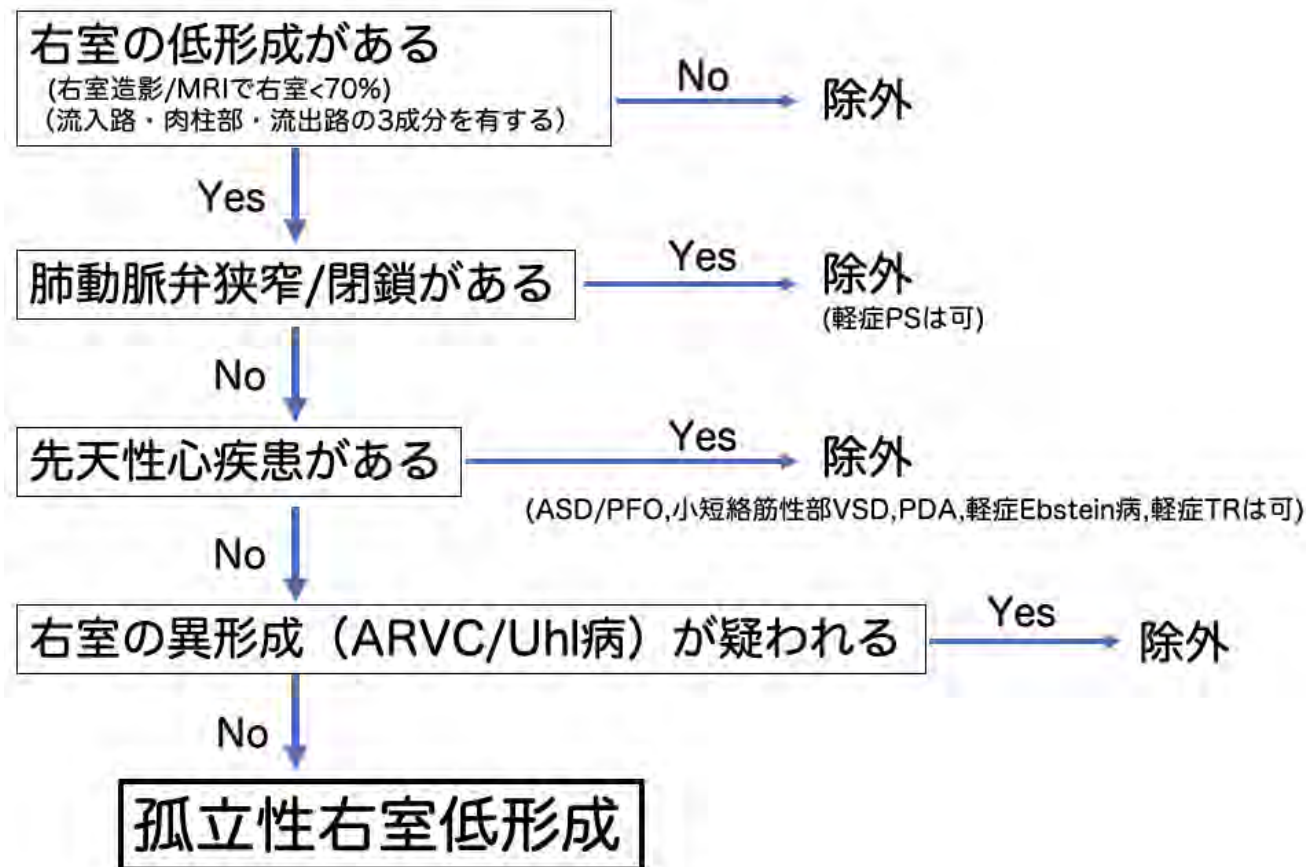 右室の低形成がある
(右室造影/MRIで右室<70%)
（流入路・肉柱部・流出路の3成分を有する）
No
除外
Yes
肺動脈弁狭窄/閉鎖がある
Yes
除外
(軽症PSは可)
No
先天性心疾患がある
Yes
除外
(ASD/PFO,小短絡筋性部VSD,PDA,軽症Ebstein病,軽症TRは可)
No
右室の異形成（ARVC/Uhl病）が疑われる
Yes
除外
No
孤立性右室低形成